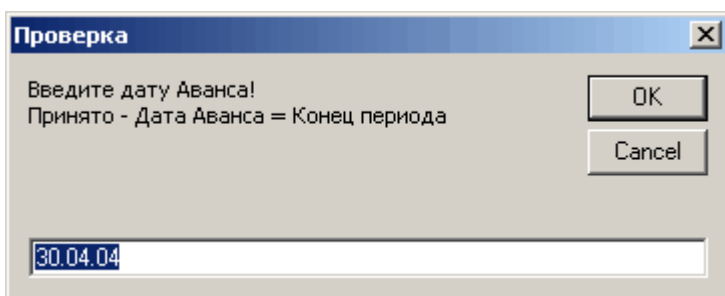 Проверка
Введите дату Аванса!
Принято - Дата Аванса = Конец периода
OK
Cancel
30.04.04